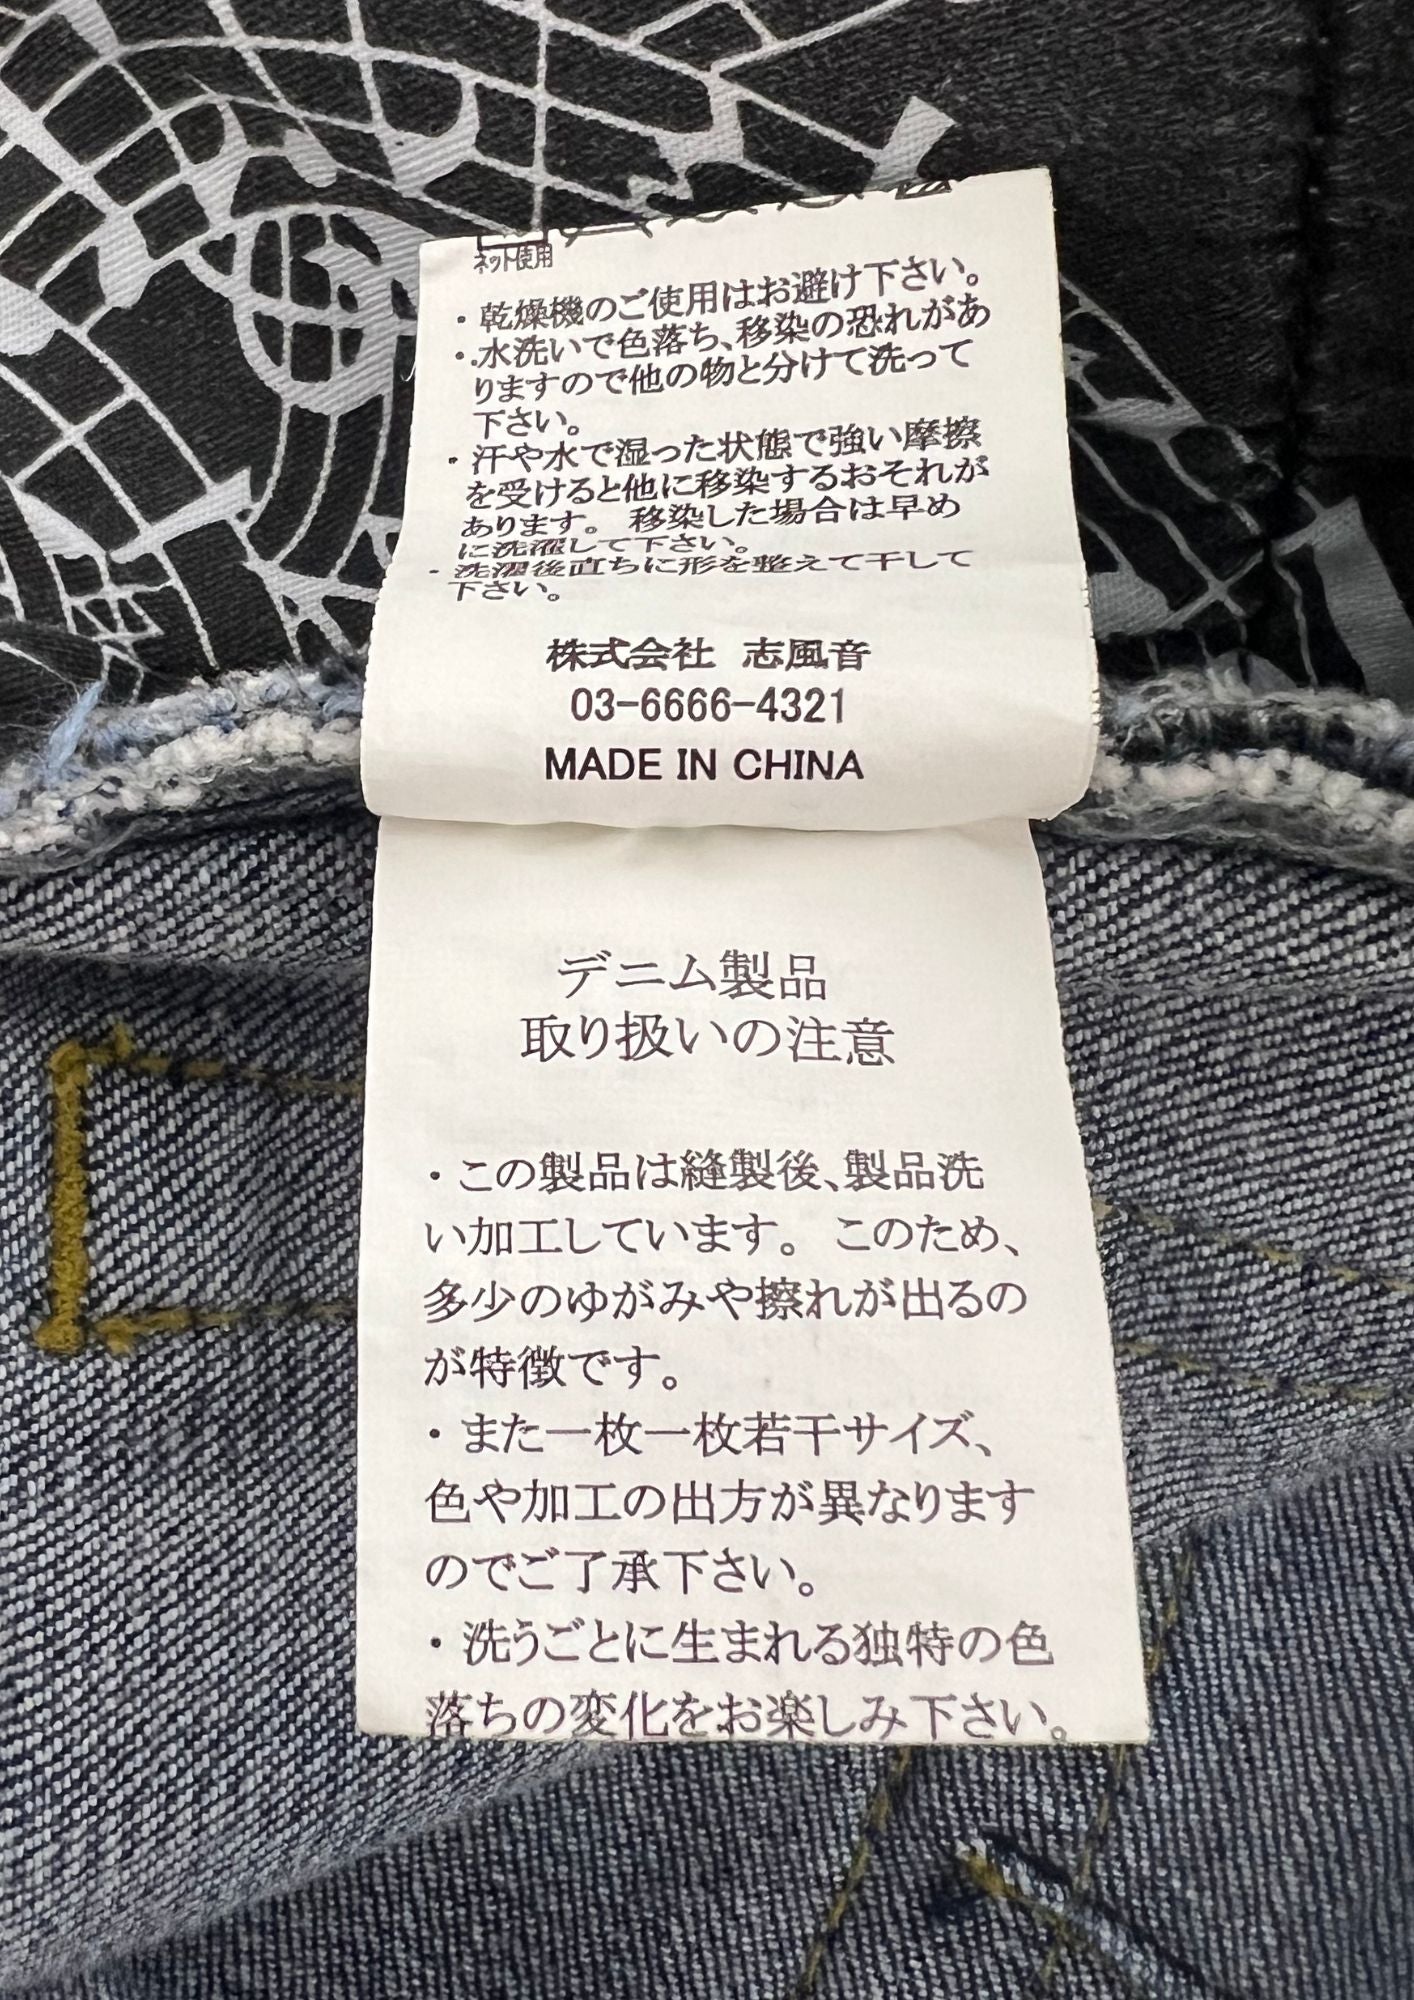 ネット使用
・乾燥機のご使用はお避け下さい。
・水洗いで色落ち、移染の恐れがあ
りますので他の物と分けて洗って
下さい。
・汗や水で湿った状態で強い摩擦
を受けると他に移染するおそれが
あります。 移染した場合は早め
に洗濯して下さい。
・洗濯後直ちに形を整えて干して
下さい。
株式会社 志風音
03-6666-4321
MADE IN CHINA
デニム製品
取り扱いの注意
・この製品は縫製後、製品洗
い加工しています。 このため、
多少のゆがみや擦れが出るの
が特徴です。
・また一枚一枚若干サイズ、
色や加工の出方が異なります
のでご了承下さい。
・洗うごとに生まれる独特の色
落ちの変化をお楽しみ下さい。